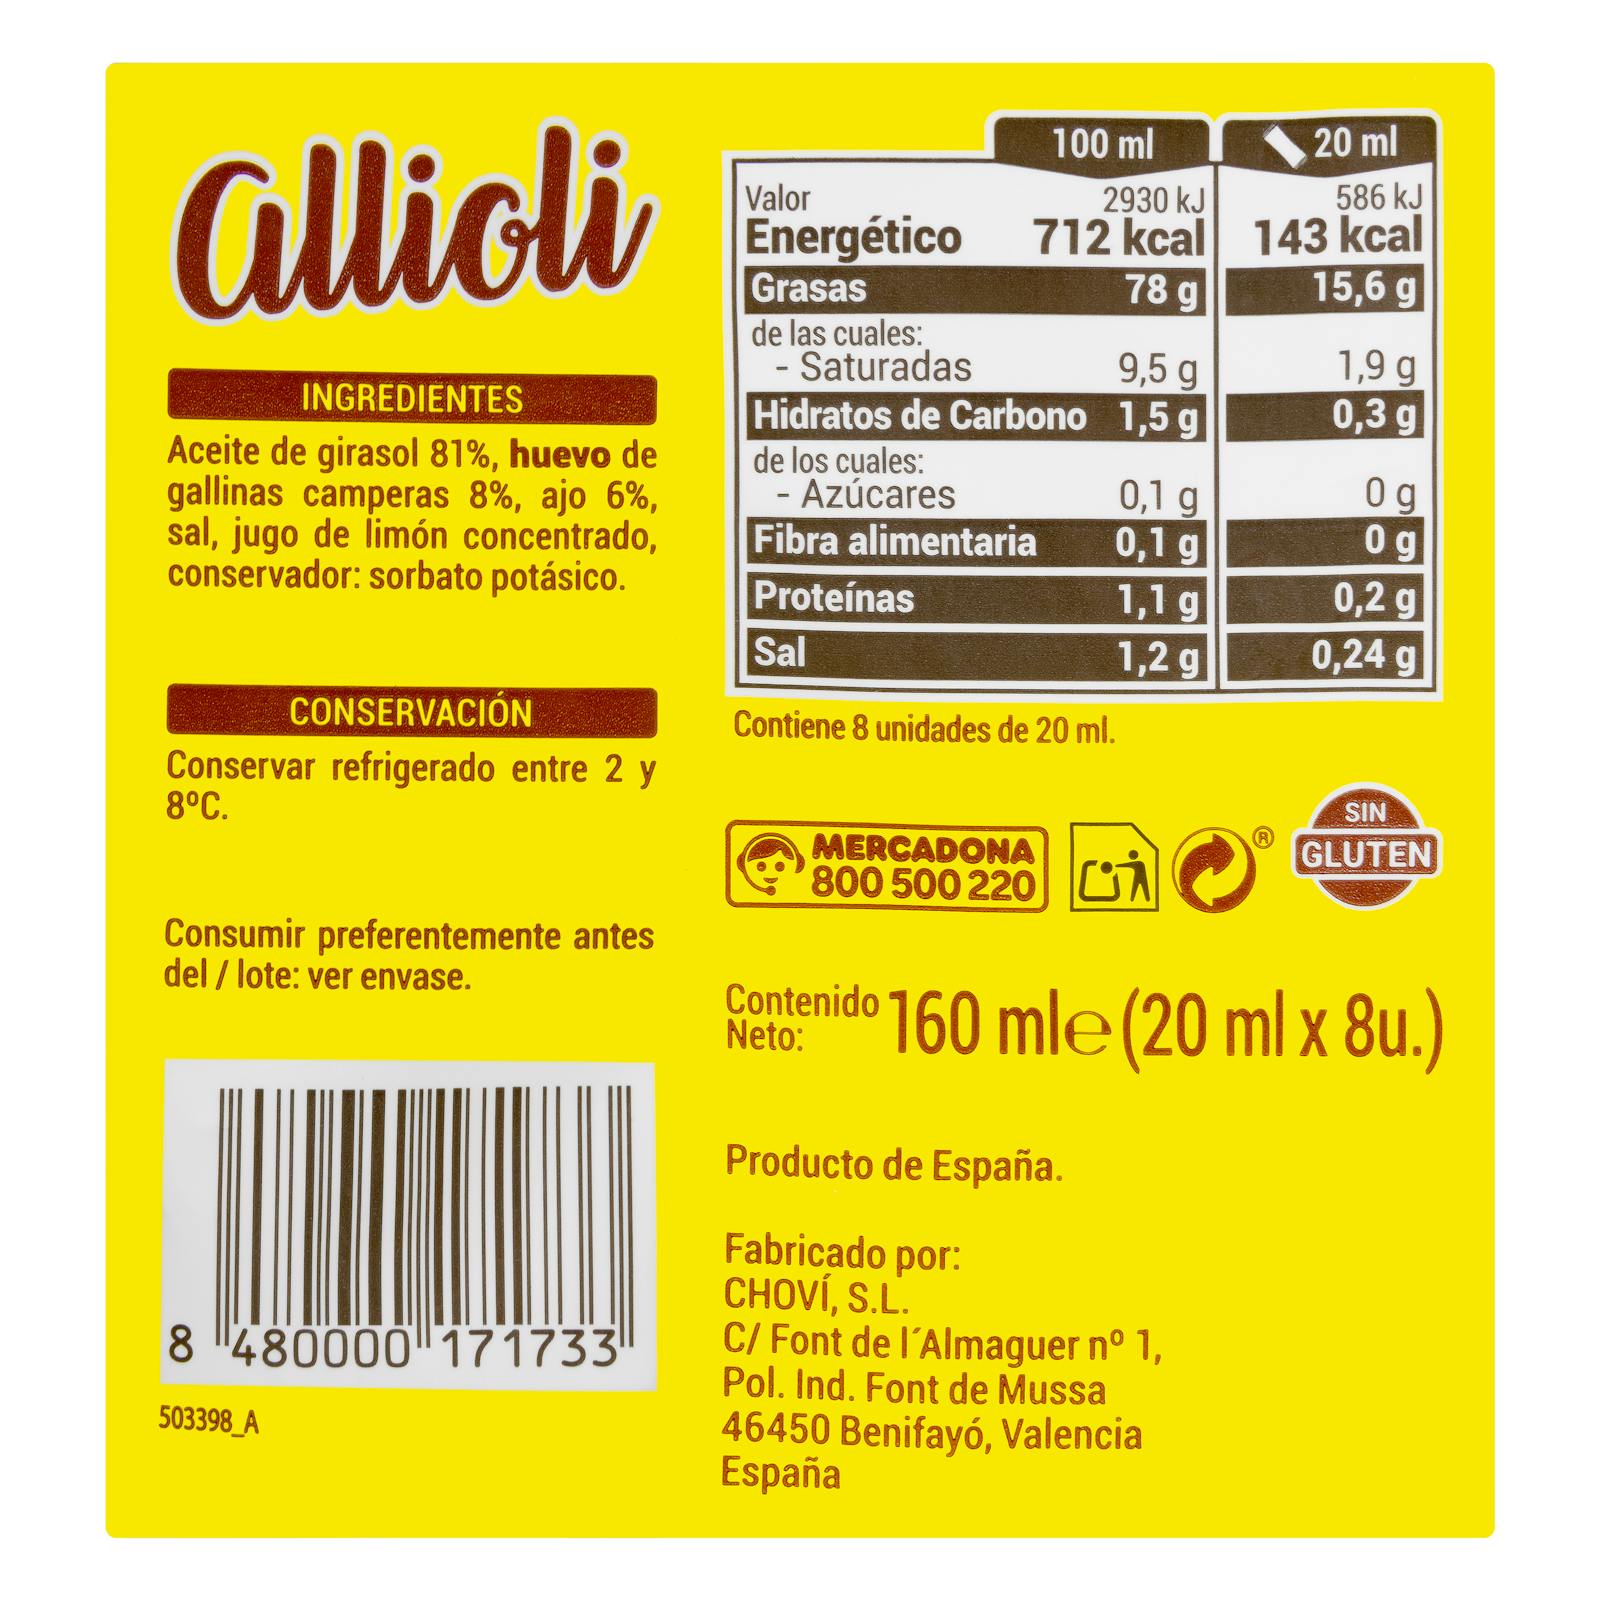 allioli
INGREDIENTES
Aceite de girasol 81%, huevo de
gallinas camperas 8%, ajo 6%,
sal, jugo de limón concentrado,
conservador: sorbato potásico.
CONSERVACIÓN
Conservar refrigerado entre 2 y
8ºC.
Consumir preferentemente antes
del / lote: ver envase.
8 480000 171733
503398_A
100 ml 20 ml
Valor 2930 kJ 586 kJ
Energético 712 kcal 143 kcal
Grasas 78 g 15,6 g
de las cuales:
- Saturadas 9,5 g 1,9 g
Hidratos de Carbono 1,5 g 0,3 g
de los cuales:
- Azúcares 0,1 g 0 g
Fibra alimentaria 0,1 g 0 g
Proteínas 1,1 g 0,2 g
Sal 1,2 g 0,24 g
Contiene 8 unidades de 20 ml.
MERCADONA
800 500 220
®
SIN
GLUTEN
Contenido
Neto:
160 ml℮(20 ml x 8u.)
Producto de España.
Fabricado por:
CHOVÍ, S.L.
C/ Font de l´Almaguer nº 1,
Pol. Ind. Font de Mussa
46450 Benifayó, Valencia
España